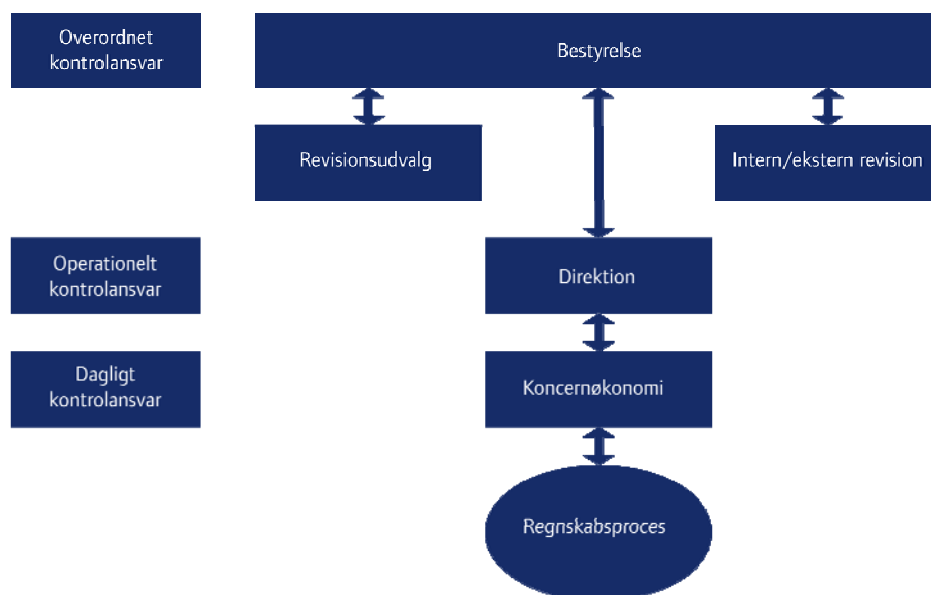 Overordnet
kontrolansvar
Bestyrelse
Revisionsudvalg
Intern/ekstern revision
Operationelt
kontrolansvar
Direktion
Dagligt
kontrolansvar
Koncernøkonomi
Regnskabsproces